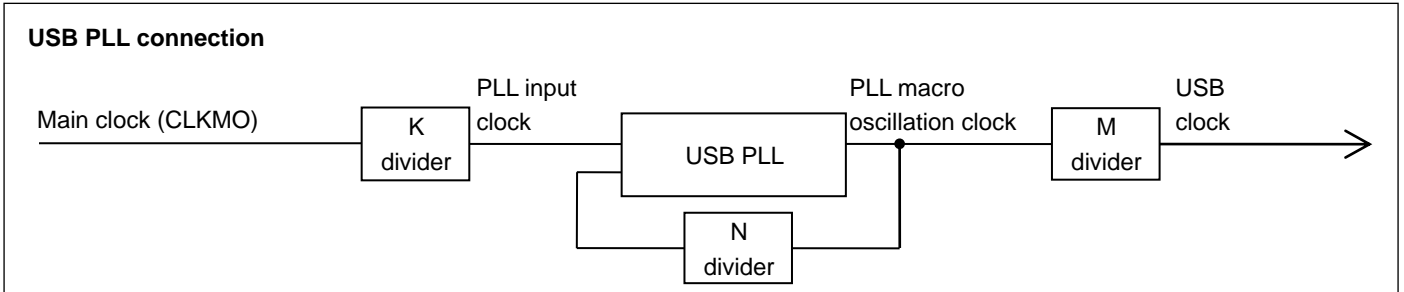 USB PLL connection
Main clock (CLKMO)
K
divider
PLL input
clock
USB PLL
PLL macro
oscillation clock
M
divider
USB
clock
N
divider